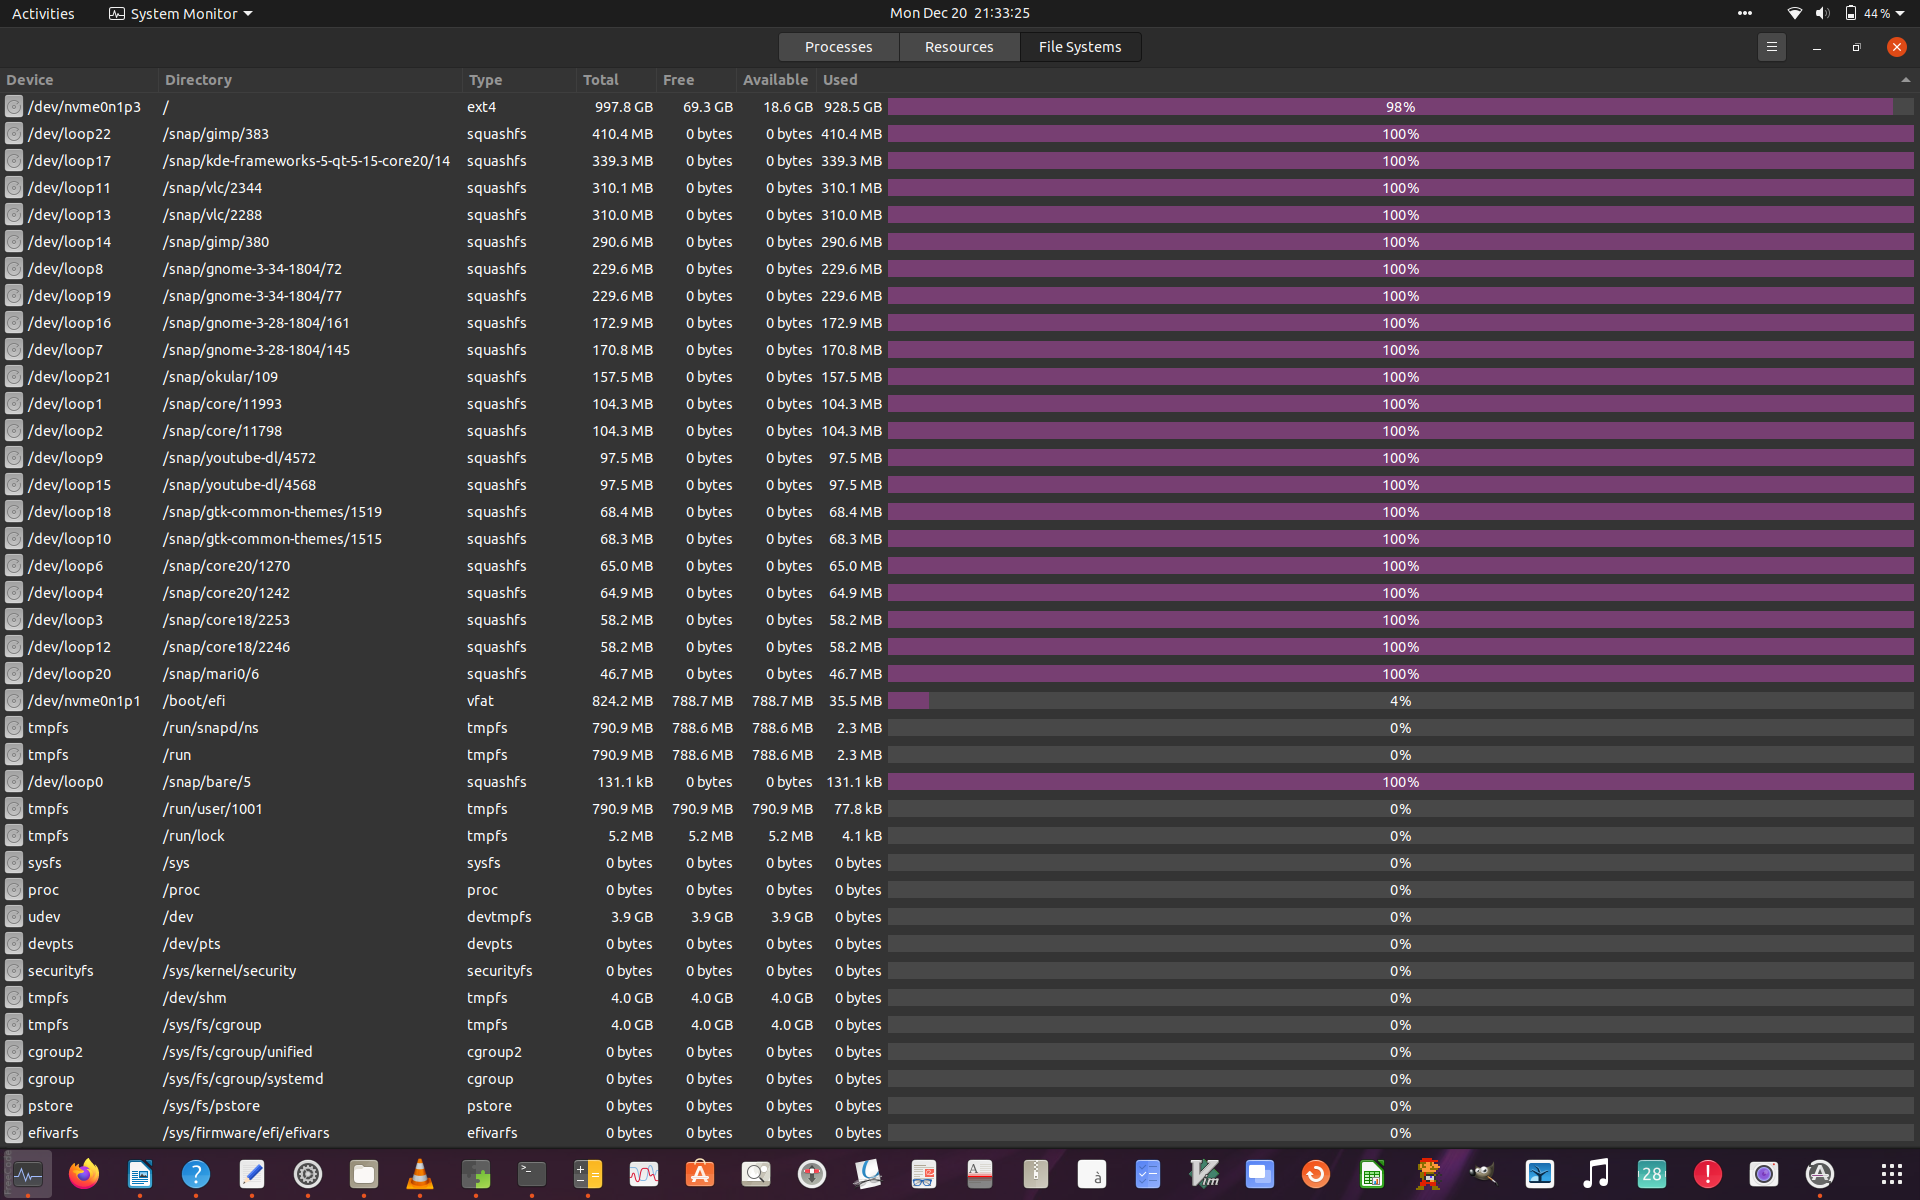 Activities System Monitor Mon Dec 20 21:33:25 44%
Processes Resources File Systems
Device Directory Type Total Free Available Used
/dev/nvme0n1p3 / ext4 997.8 GB 69.3 GB 18.6 GB 928.5 GB 98%
/dev/loop22 /snap/gimp/383 squashfs 410.4 MB 0 bytes 0 bytes 410.4 MB 100%
/dev/loop17 /snap/kde-frameworks-5-qt-5-15-core20/14 squashfs 339.3 MB 0 bytes 0 bytes 339.3 MB 100%
/dev/loop11 /snap/vlc/2344 squashfs 310.1 MB 0 bytes 0 bytes 310.1 MB 100%
/dev/loop13 /snap/vlc/2288 squashfs 310.0 MB 0 bytes 0 bytes 310.0 MB 100%
/dev/loop14 /snap/gimp/380 squashfs 290.6 MB 0 bytes 0 bytes 290.6 MB 100%
/dev/loop8 /snap/gnome-3-34-1804/72 squashfs 229.6 MB 0 bytes 0 bytes 229.6 MB 100%
/dev/loop19 /snap/gnome-3-34-1804/77 squashfs 229.6 MB 0 bytes 0 bytes 229.6 MB 100%
/dev/loop16 /snap/gnome-3-28-1804/161 squashfs 172.9 MB 0 bytes 0 bytes 172.9 MB 100%
/dev/loop7 /snap/gnome-3-28-1804/145 squashfs 170.8 MB 0 bytes 0 bytes 170.8 MB 100%
/dev/loop21 /snap/okular/109 squashfs 157.5 MB 0 bytes 0 bytes 157.5 MB 100%
/dev/loop1 /snap/core/11993 squashfs 104.3 MB 0 bytes 0 bytes 104.3 MB 100%
/dev/loop2 /snap/core/11798 squashfs 104.3 MB 0 bytes 0 bytes 104.3 MB 100%
/dev/loop9 /snap/youtube-dl/4572 squashfs 97.5 MB 0 bytes 0 bytes 97.5 MB 100%
/dev/loop15 /snap/youtube-dl/4568 squashfs 97.5 MB 0 bytes 0 bytes 97.5 MB 100%
/dev/loop18 /snap/gtk-common-themes/1519 squashfs 68.4 MB 0 bytes 0 bytes 68.4 MB 100%
/dev/loop10 /snap/gtk-common-themes/1515 squashfs 68.3 MB 0 bytes 0 bytes 68.3 MB 100%
/dev/loop6 /snap/core20/1270 squashfs 65.0 MB 0 bytes 0 bytes 65.0 MB 100%
/dev/loop4 /snap/core20/1242 squashfs 64.9 MB 0 bytes 0 bytes 64.9 MB 100%
/dev/loop3 /snap/core18/2253 squashfs 58.2 MB 0 bytes 0 bytes 58.2 MB 100%
/dev/loop12 /snap/core18/2246 squashfs 58.2 MB 0 bytes 0 bytes 58.2 MB 100%
/dev/loop20 /snap/mari0/6 squashfs 46.7 MB 0 bytes 0 bytes 46.7 MB 100%
/dev/nvme0n1p1 /boot/efi vfat 824.2 MB 788.7 MB 788.7 MB 35.5 MB 4%
tmpfs /run/snapd/ns tmpfs 790.9 MB 788.6 MB 788.6 MB 2.3 MB 0%
tmpfs /run tmpfs 790.9 MB 788.6 MB 788.6 MB 2.3 MB 0%
/dev/loop0 /snap/bare/5 squashfs 131.1 kB 0 bytes 0 bytes 131.1 kB 100%
tmpfs /run/user/1001 tmpfs 790.9 MB 790.9 MB 790.9 MB 77.8 kB 0%
tmpfs /run/lock tmpfs 5.2 MB 5.2 MB 5.2 MB 4.1 kB 0%
sysfs /sys sysfs 0 bytes 0 bytes 0 bytes 0 bytes 0%
proc /proc proc 0 bytes 0 bytes 0 bytes 0 bytes 0%
udev /dev devtmpfs 3.9 GB 3.9 GB 3.9 GB 0 bytes 0%
devpts /dev/pts devpts 0 bytes 0 bytes 0 bytes 0 bytes 0%
securityfs /sys/kernel/security securityfs 0 bytes 0 bytes 0 bytes 0 bytes 0%
tmpfs /dev/shm tmpfs 4.0 GB 4.0 GB 4.0 GB 0 bytes 0%
tmpfs /sys/fs/cgroup tmpfs 4.0 GB 4.0 GB 4.0 GB 0 bytes 0%
cgroup2 /sys/fs/cgroup/unified cgroup2 0 bytes 0 bytes 0 bytes 0 bytes 0%
cgroup /sys/fs/cgroup/systemd cgroup 0 bytes 0 bytes 0 bytes 0 bytes 0%
pstore /sys/fs/pstore pstore 0 bytes 0 bytes 0 bytes 0 bytes 0%
efivarfs /sys/firmware/efi/efivars efivarfs 0 bytes 0 bytes 0 bytes 0 bytes 0%
? >_ A à Vim 28 !